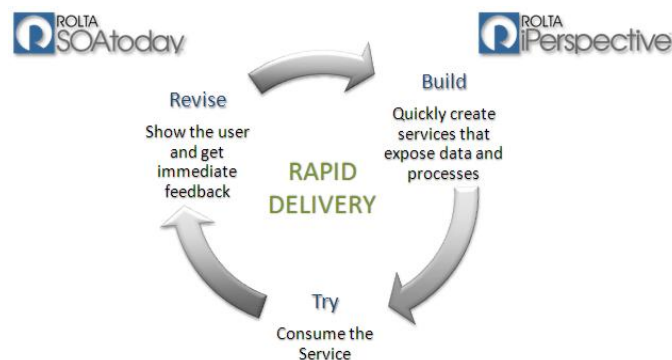 ROLTA
SOAtoday
ROLTA
iPerspective
Build
Quickly create
services that
expose data and
processes
Revise
Show the user
and get
immediate
feedback
RAPID
DELIVERY
Try
Consume the
Service